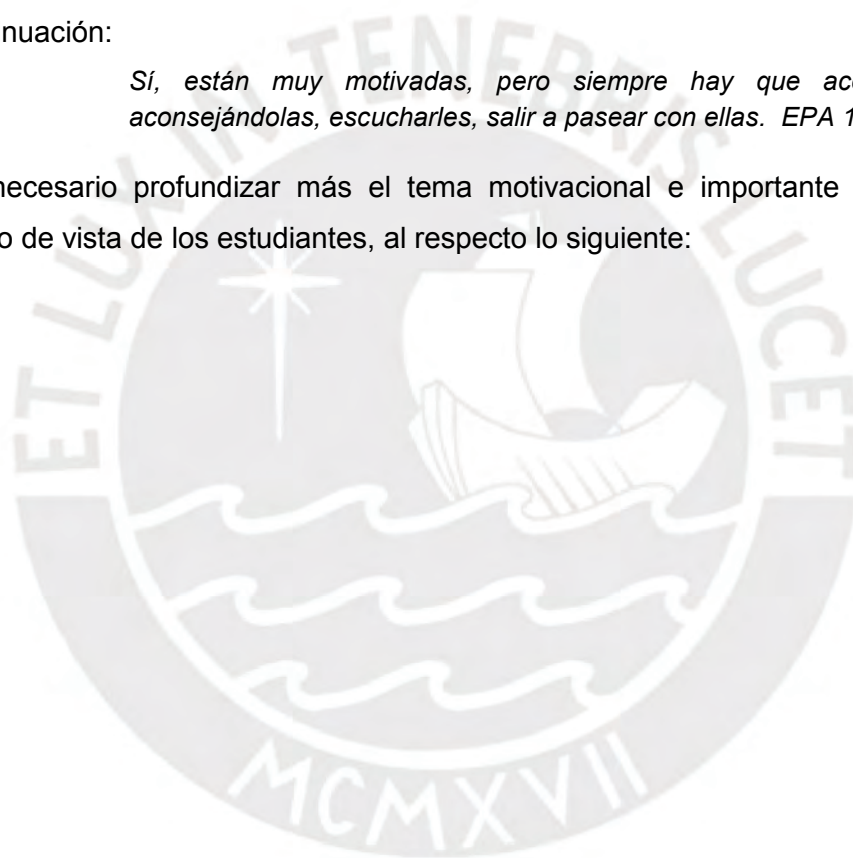 nuación:
Sí, están muy motivadas, pero siempre hay que
aconsejándolas, escucharles, salir a pasear con ellas. EPA 1
necesario profundizar más el tema motivacional e importante
o de vista de los estudiantes, al respecto lo siguiente:
ET LUX IN TENEBRIS LUCET
MCMXVII